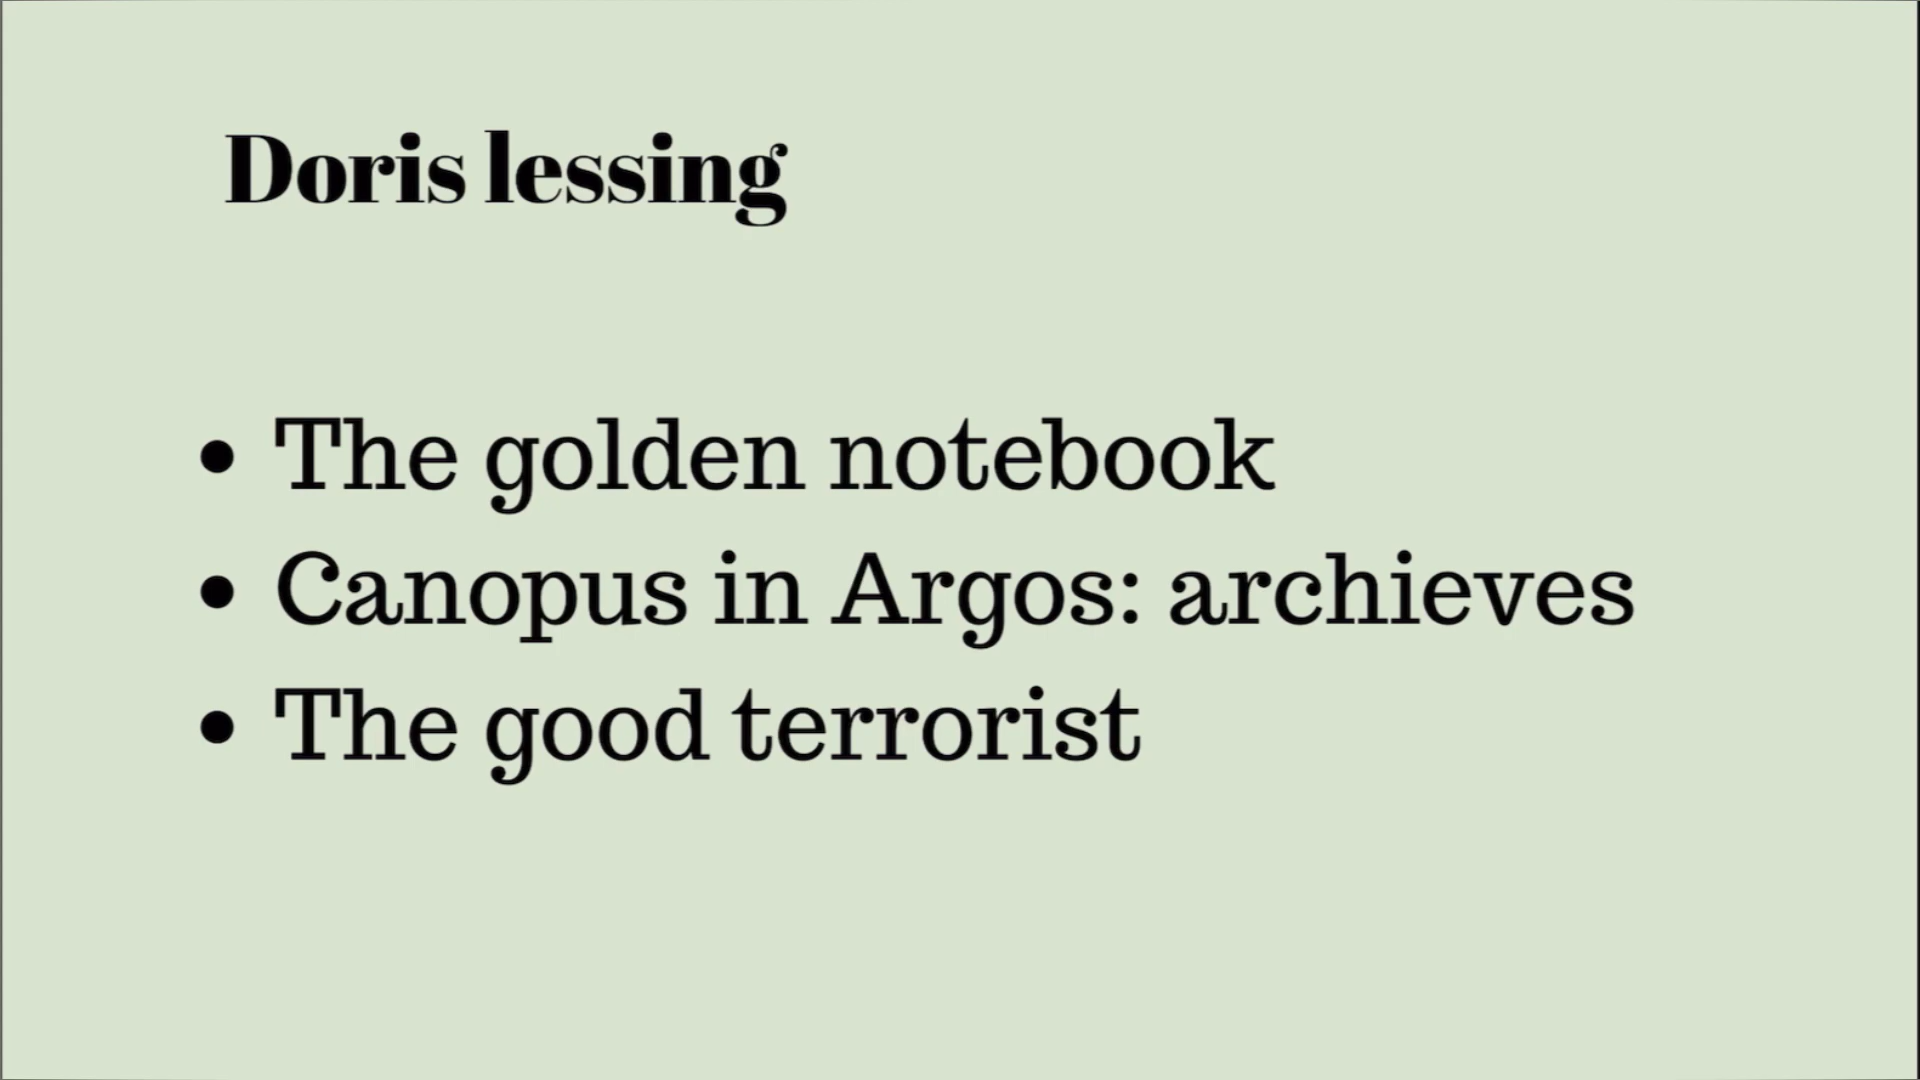 Doris lessing
• The golden notebook
• Canopus in Argos: archieves
• The good terrorist